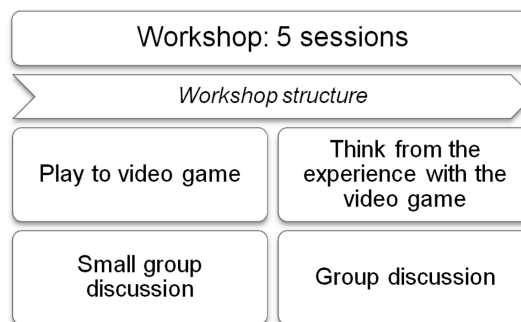 Workshop: 5 sessions
Workshop structure
Play to video game
Think from the
experience with the
video game
Small group
discussion
Group discussion